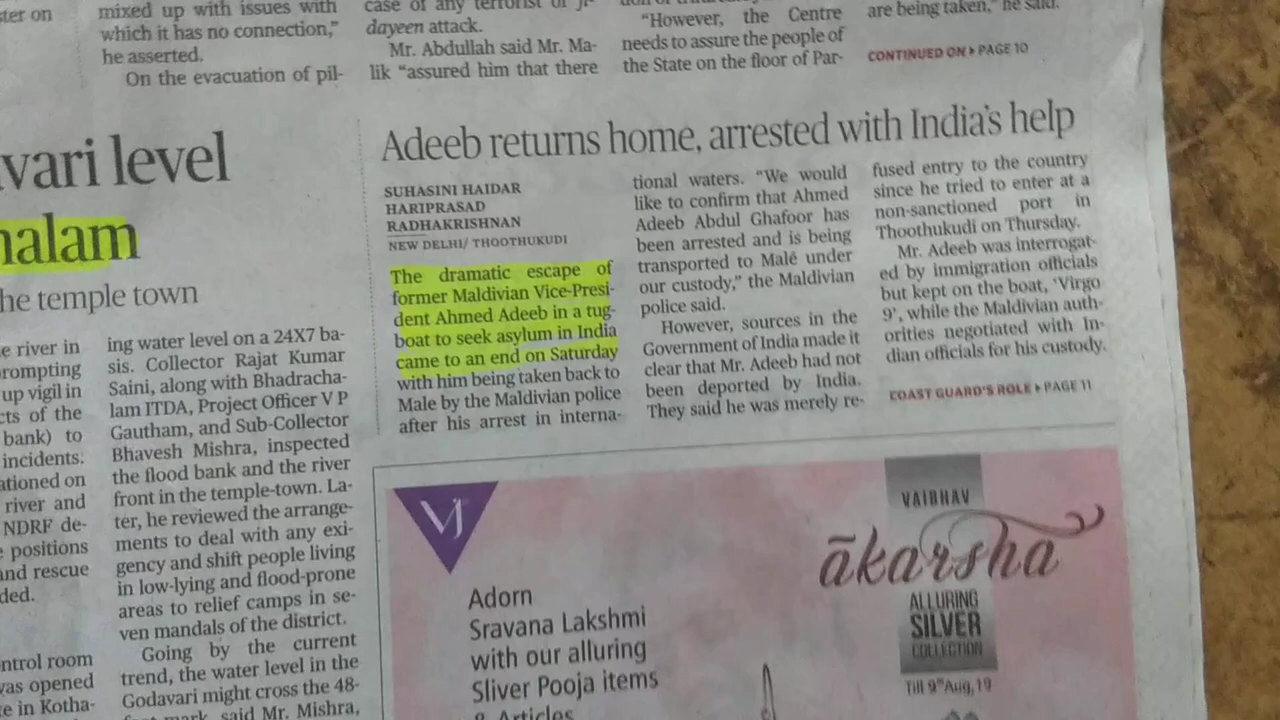 ster on
mixed up with issues with
which it has no connection,"
he asserted.
On the evacuation of pil-
case of any terrorist or fi-
dayeen attack.
Mr. Abdullah said Mr. Ma-
lik "assured him that there
"However, the Centre
needs to assure the people of
the State on the floor of Par-
are being taken," he said.
CONTINUED ON ▸ PAGE 10
vari level
nalam
he temple town
e river in
rompting
up vigil in
cts of the
bank) to
incidents.
ationed on
river and
NDRF de-
e positions
and rescue
ded.
ntrol room
was opened
te in Kotha-
ing water level on a 24X7 ba-
sis. Collector Rajat Kumar
Saini, along with Bhadracha-
lam ITDA, Project Officer V P
Gautham, and Sub-Collector
Bhavesh Mishra, inspected
the flood bank and the river
front in the temple-town. La-
ter, he reviewed the arrange-
ments to deal with any exi-
gency and shift people living
in low-lying and flood-prone
areas to relief camps in se-
ven mandals of the district.
Going by the current
trend, the water level in the
Godavari might cross the 48-
mark, said Mr. Mishra,
Adeeb returns home, arrested with India's help
SUHASINI HAIDAR
HARIPRASAD
RADHAKRISHNAN
NEW DELHI/ THOOTHUKUDI
The dramatic escape of
former Maldivian Vice-Presi-
dent Ahmed Adeeb in a tug-
boat to seek asylum in India
came to an end on Saturday
with him being taken back to
Male by the Maldivian police
after his arrest in interna-
tional waters. "We would
like to confirm that Ahmed
Adeeb Abdul Ghafoor has
been arrested and is being
transported to Malé under
our custody," the Maldivian
police said.
However, sources in the
Government of India made it
clear that Mr. Adeeb had not
been deported by India.
They said he was merely re-
fused entry to the country
since he tried to enter at a
non-sanctioned port in
Thoothukudi on Thursday.
Mr. Adeeb was interrogat-
ed by immigration officials
but kept on the boat, 'Virgo
9', while the Maldivian auth-
orities negotiated with In-
dian officials for his custody.
COAST GUARD'S ROLE ▸ PAGE 11
VJ
Adorn
Sravana Lakshmi
with our alluring
Sliver Pooja items
& Articles
VAIBHAV
ākarsha
ALLURING
SILVER
COLLECTION
Till 9th Aug, 19